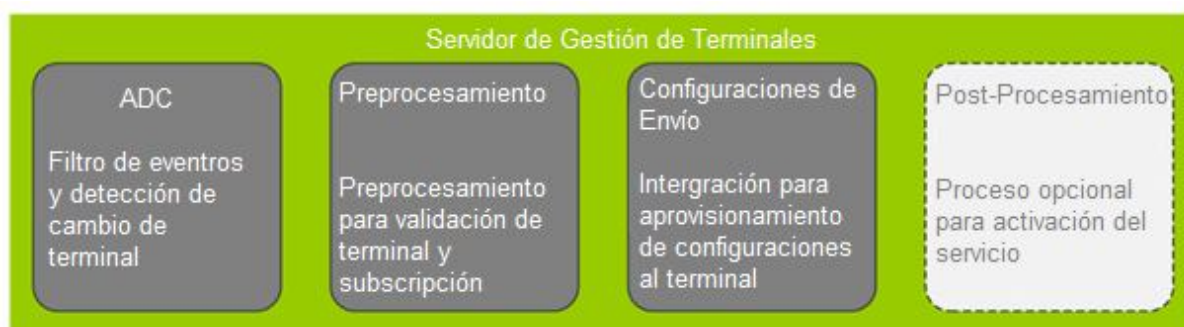 Servidor de Gestión de Terminales
ADC
Filtro de eventros
y detección de
cambio de
terminal
Preprocesamiento
Preprocesamiento
para validación de
terminal y
subscripción
Configuraciones de
Envío
Intergración para
aprovisionamiento
de configuraciones
al terminal
Post-Procesamiento
Proceso opcional
para activación del
servicio